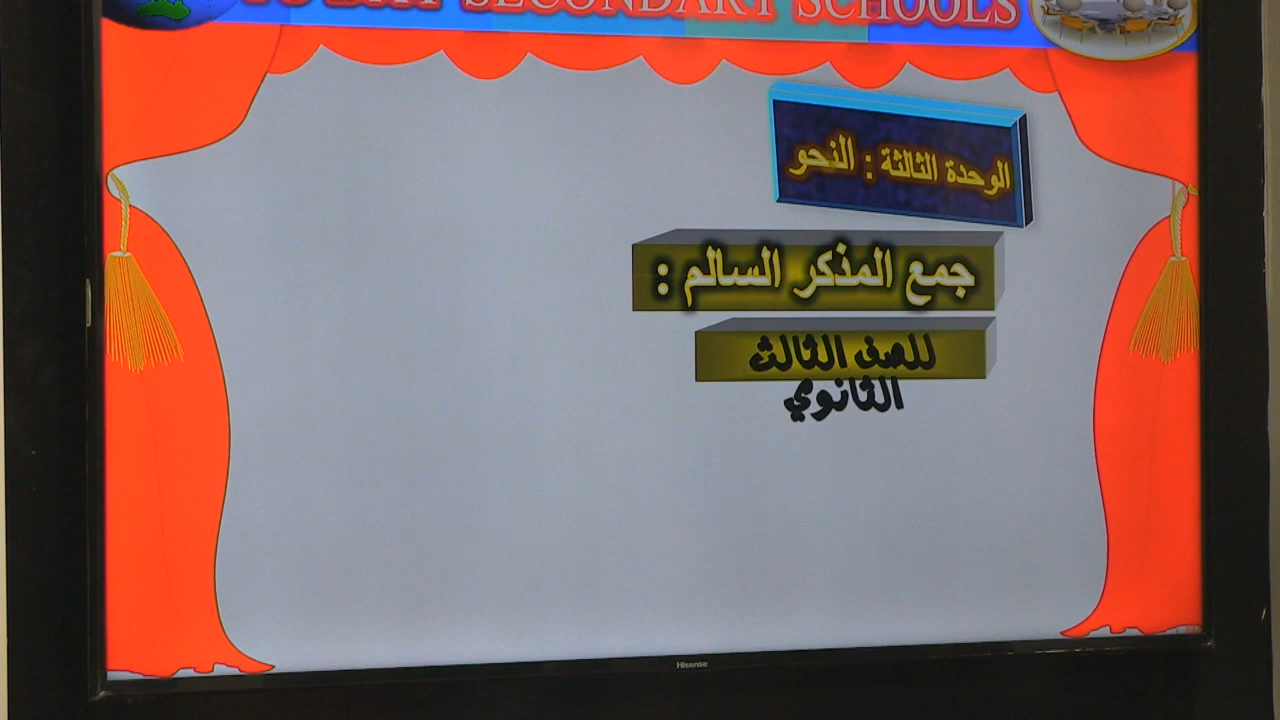 SECONDARY SCHOOLS
الوحدة الثالثة : النحو
جمع المذكر السالم :
للصف الثالث
الثانوي
Hisense